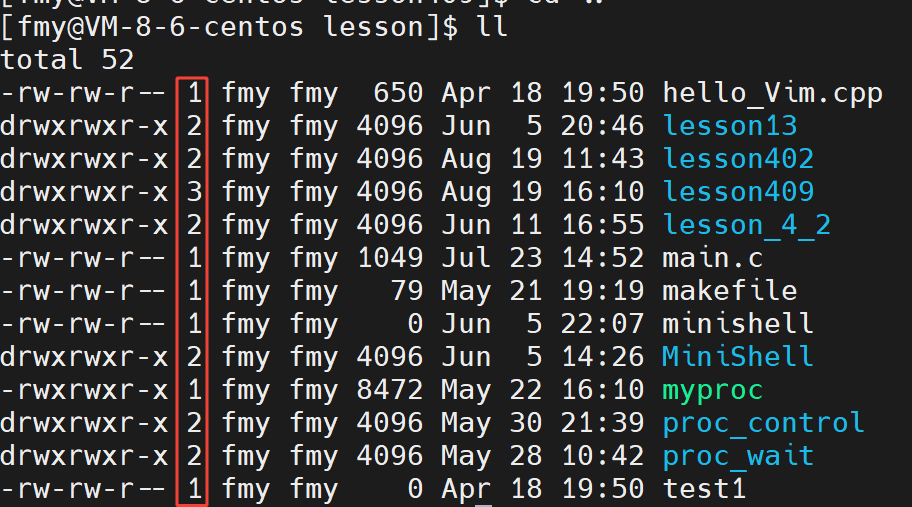 [fmy@VM-8-6-centos lesson]$ ll
total 52
-rw-rw-r-- 1 fmy fmy  650 Apr 18 19:50 hello_Vim.cpp
drwxrwxr-x 2 fmy fmy 4096 Jun  5 20:46 lesson13
drwxrwxr-x 2 fmy fmy 4096 Aug 19 11:43 lesson402
drwxrwxr-x 3 fmy fmy 4096 Aug 19 16:10 lesson409
drwxrwxr-x 2 fmy fmy 4096 Jun 11 16:55 lesson_4_2
-rw-rw-r-- 1 fmy fmy 1049 Jul 23 14:52 main.c
-rw-rw-r-- 1 fmy fmy   79 May 21 19:19 makefile
-rw-rw-r-- 1 fmy fmy    0 Jun  5 22:07 minishell
drwxrwxr-x 2 fmy fmy 4096 Jun  5 14:26 MiniShell
-rwxrwxr-x 1 fmy fmy 8472 May 22 16:10 myproc
drwxrwxr-x 2 fmy fmy 4096 May 30 21:39 proc_control
drwxrwxr-x 2 fmy fmy 4096 May 28 10:42 proc_wait
-rw-rw-r-- 1 fmy fmy    0 Apr 18 19:50 test1